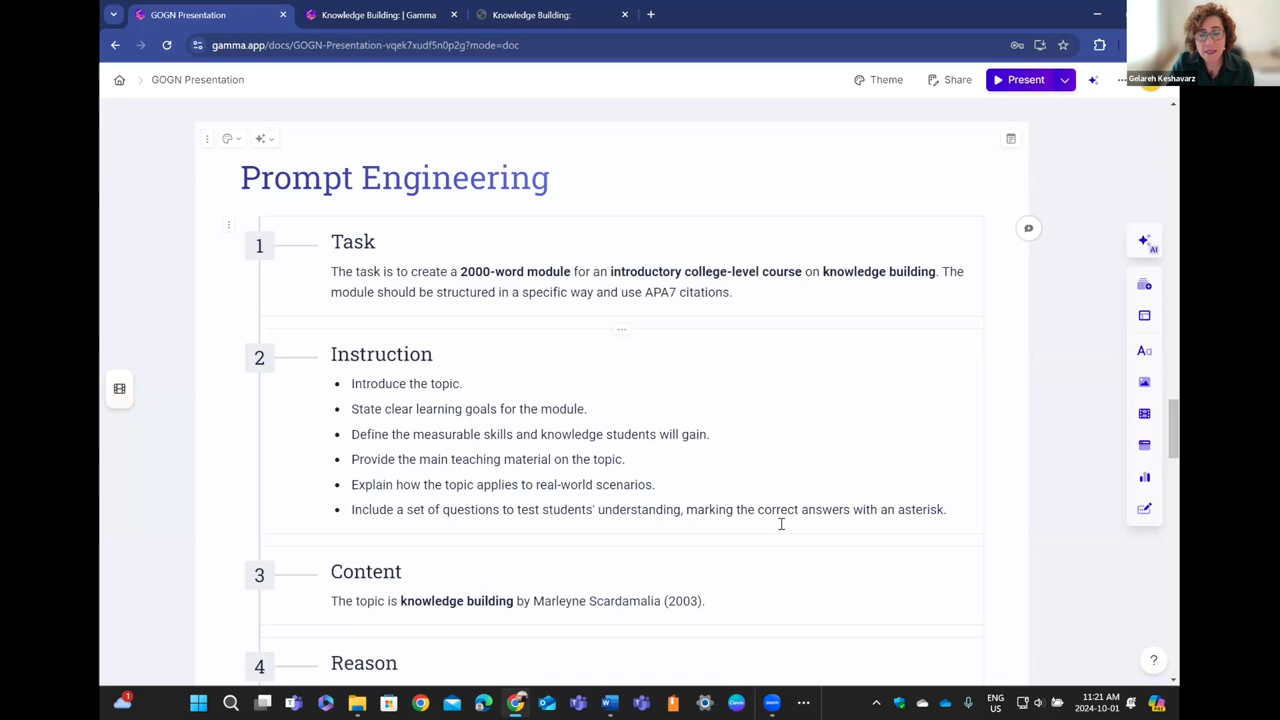 GOGN Presentation
Knowledge Building: | Gamma
Knowledge Building:
gamma.app/docs/GOGN-Presentation-vqek7xudf5n0p2g?mode=doc
Gelareh Keshavarz
GOGN Presentation
Theme
Share
Present
Prompt Engineering
1
Task
The task is to create a 2000-word module for an introductory college-level course on knowledge building. The
module should be structured in a specific way and use APA7 citations.
2
Instruction
• Introduce the topic.
• State clear learning goals for the module.
• Define the measurable skills and knowledge students will gain.
• Provide the main teaching material on the topic.
• Explain how the topic applies to real-world scenarios.
• Include a set of questions to test students' understanding, marking the correct answers with an asterisk.
3
Content
The topic is knowledge building by Marleyne Scardamalia (2003).
4
Reason
AI
Aa
?
1
zoom
ENG
US
11:21 AM
2024-10-01